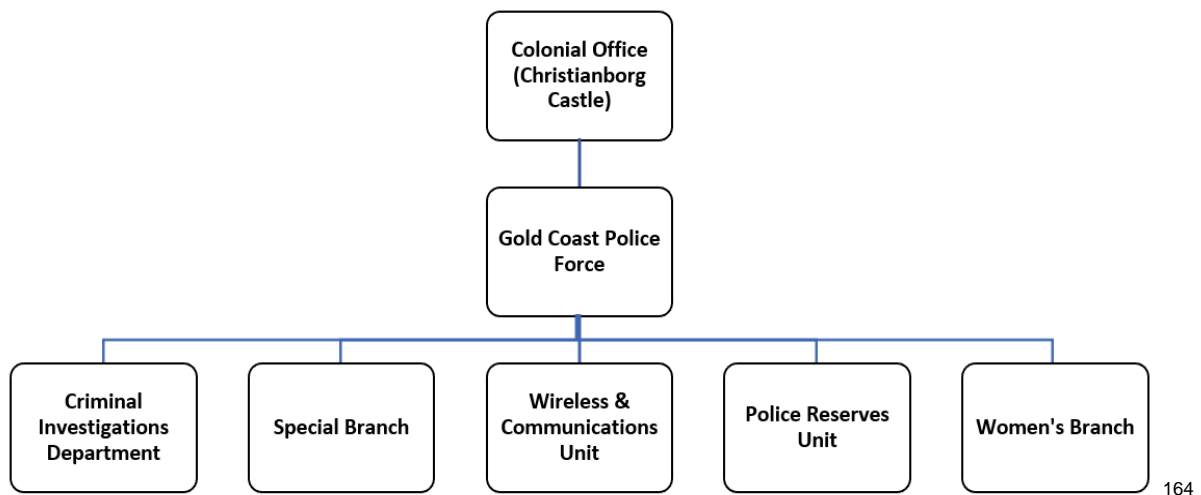 Colonial Office
(Christianborg
Castle)
Gold Coast Police
Force
Criminal
Investigations
Department
Special Branch
Wireless &
Communications
Unit
Police Reserves
Unit
Women's Branch
164